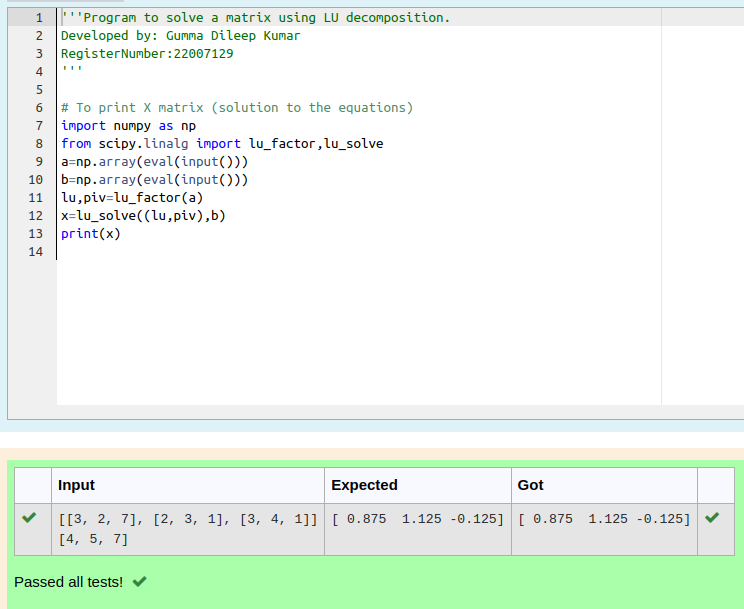 1 '''Program to solve a matrix using LU decomposition.
2 Developed by: Gumma Dileep Kumar
3 RegisterNumber:22007129
4 '''
5
6 # To print X matrix (solution to the equations)
7 import numpy as np
8 from scipy.linalg import lu_factor,lu_solve
9 a=np.array(eval(input()))
10 b=np.array(eval(input()))
11 lu,piv=lu_factor(a)
12 x=lu_solve((lu,piv),b)
13 print(x)
14
Input Expected Got
[[3, 2, 7], [2, 3, 1], [3, 4, 1]] [ 0.875  1.125 -0.125] [ 0.875  1.125 -0.125]
[4, 5, 7]
Passed all tests!